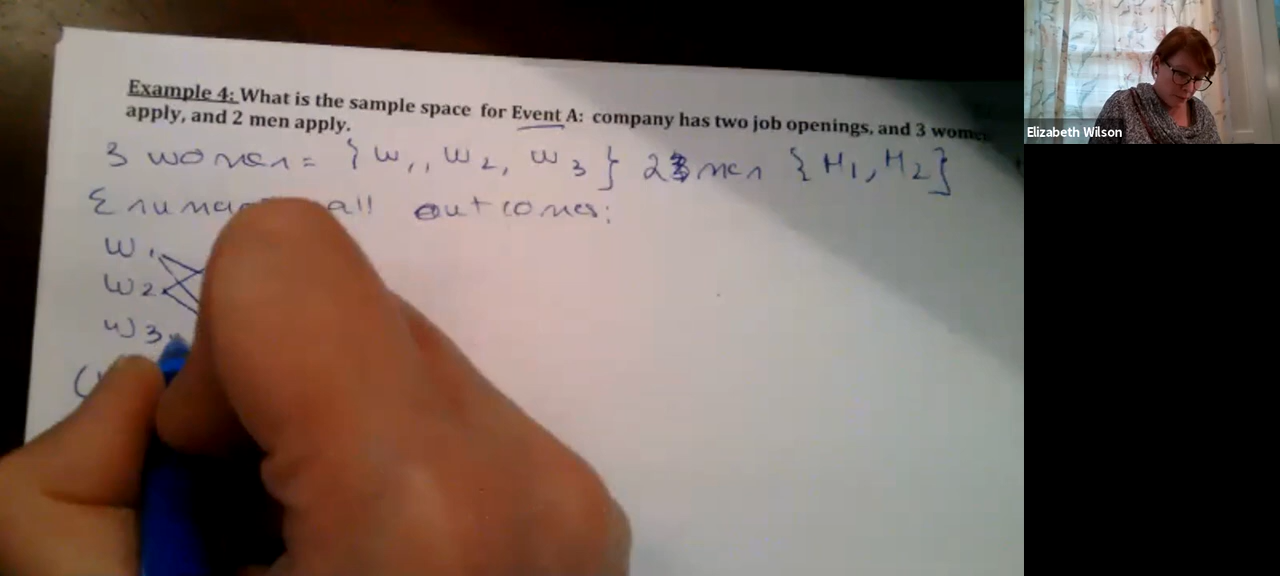 Example 4: What is the sample space for Event A: company has two job openings, and 3
apply, and 2 men apply.
3 women = { W1, W2, W3 } 2 men { M1, M2 }
all outcomes:
W1
W2
W3
(
Elizabeth Wilson